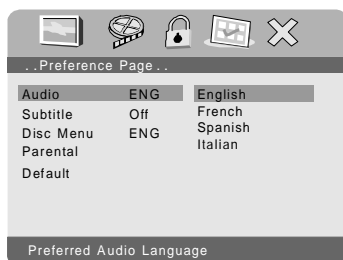 ..Preference Page..
Audio ENG English
Subtitle Off French
Disc Menu ENG Spanish
Parental Italian
Default
Preferred Audio Language